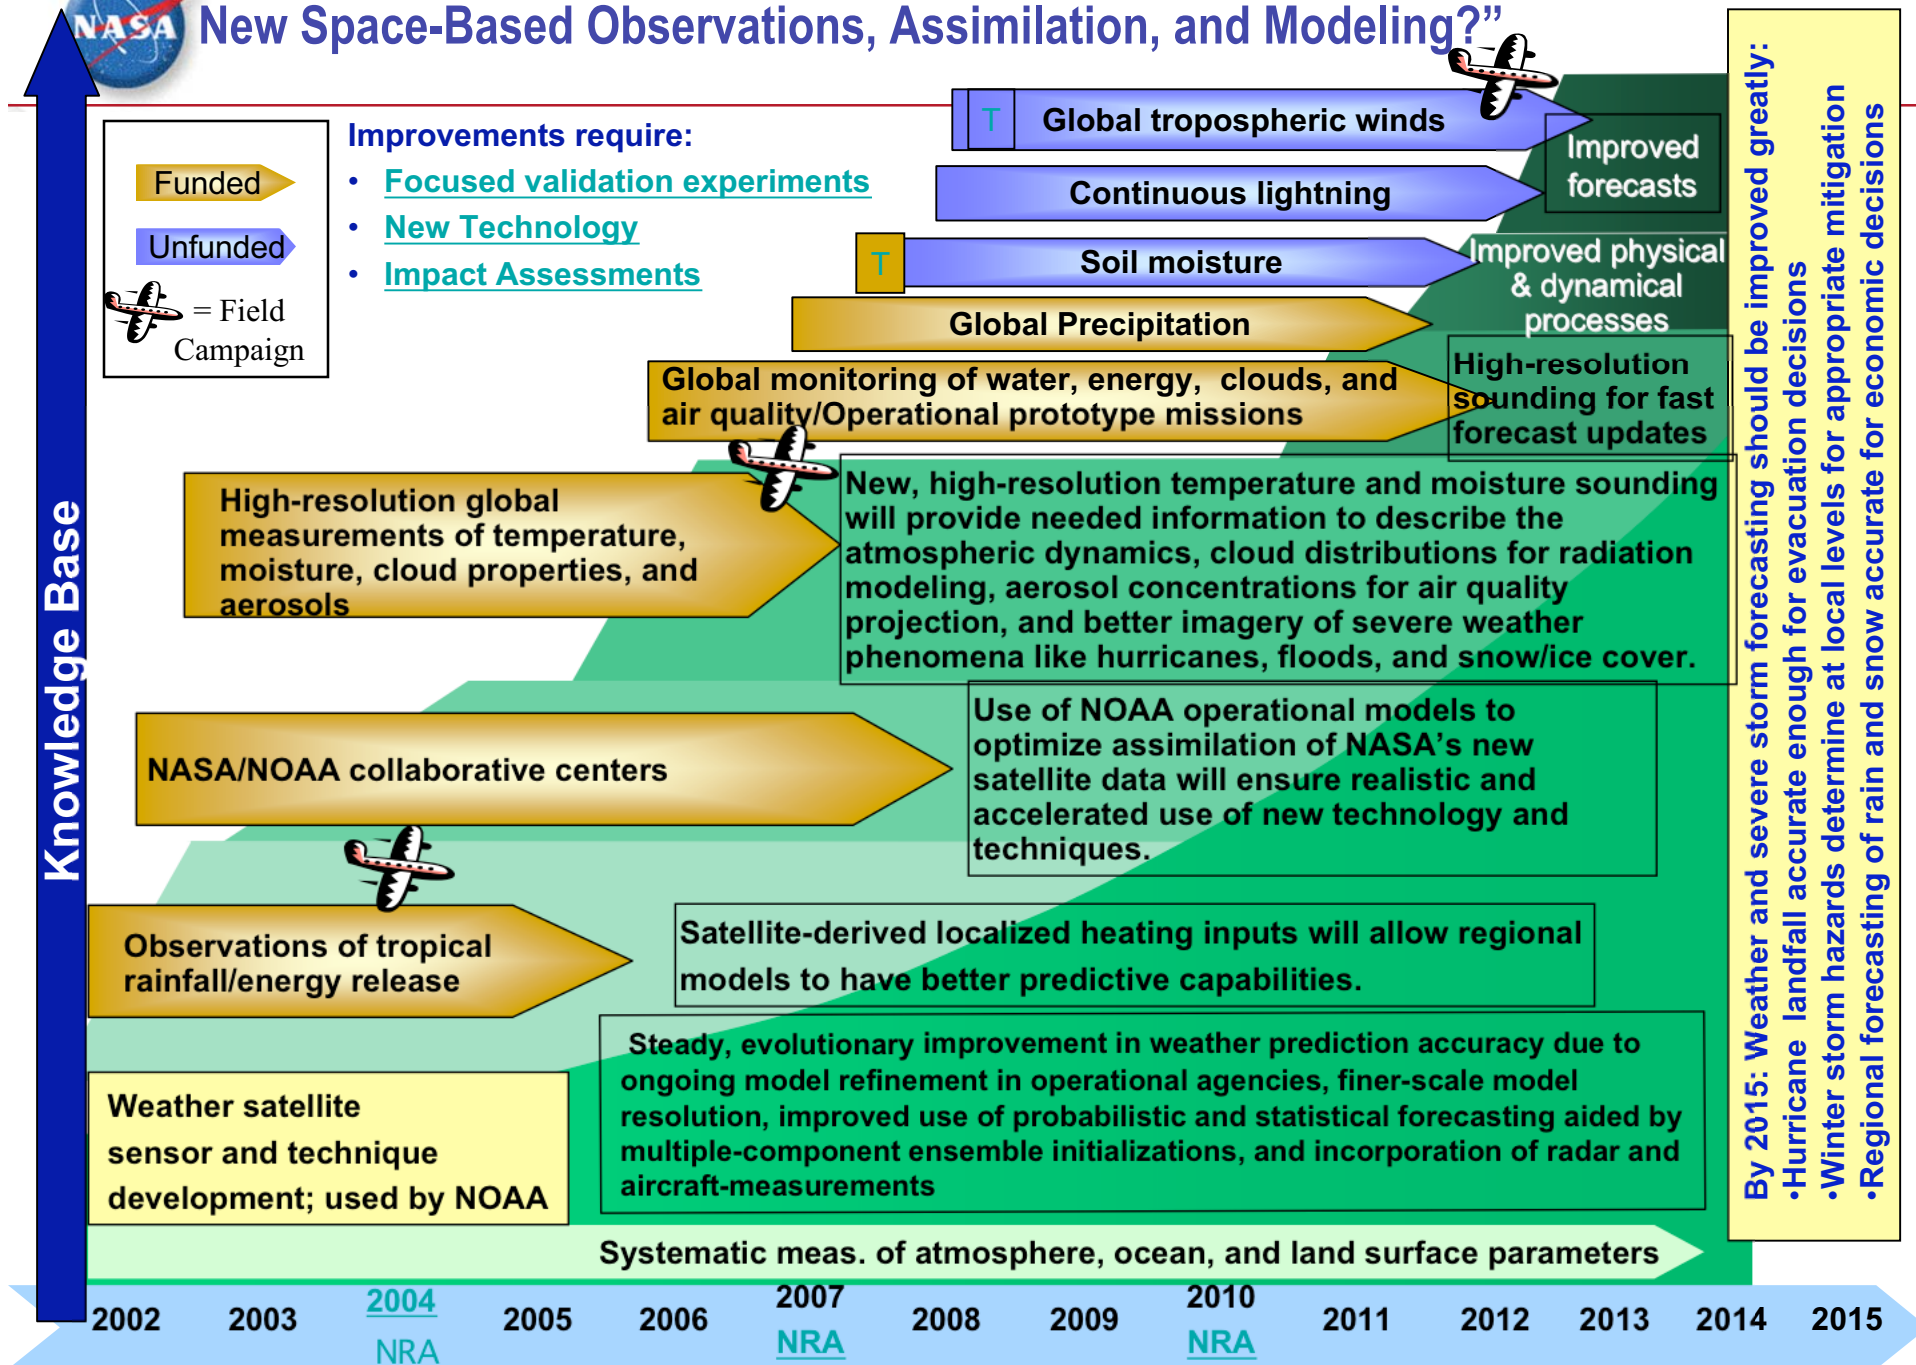 NASA
New Space-Based Observations, Assimilation, and Modeling?”
Funded
Unfunded
= Field
Campaign
Improvements require:
• Focused validation experiments
• New Technology
• Impact Assessments
T
Global tropospheric winds
Continuous lightning
T
Soil moisture
Global Precipitation
Global monitoring of water, energy, clouds, and
air quality/Operational prototype missions
Improved
forecasts
Improved physical
& dynamical
processes
High-resolution
sounding for fast
forecast updates
High-resolution global
measurements of temperature,
moisture, cloud properties, and
aerosols
New, high-resolution temperature and moisture sounding
will provide needed information to describe the
atmospheric dynamics, cloud distributions for radiation
modeling, aerosol concentrations for air quality
projection, and better imagery of severe weather
phenomena like hurricanes, floods, and snow/ice cover.
NASA/NOAA collaborative centers
Use of NOAA operational models to
optimize assimilation of NASA’s new
satellite data will ensure realistic and
accelerated use of new technology and
techniques.
Observations of tropical
rainfall/energy release
Satellite-derived localized heating inputs will allow regional
models to have better predictive capabilities.
Weather satellite
sensor and technique
development; used by NOAA
Steady, evolutionary improvement in weather prediction accuracy due to
ongoing model refinement in operational agencies, finer-scale model
resolution, improved use of probabilistic and statistical forecasting aided by
multiple-component ensemble initializations, and incorporation of radar and
aircraft-measurements
Systematic meas. of atmosphere, ocean, and land surface parameters
Knowledge Base
By 2015: Weather and severe storm forecasting should be improved greatly:
•Hurricane landfall accurate enough for evacuation decisions
•Winter storm hazards determine at local levels for appropriate mitigation
•Regional forecasting of rain and snow accurate for economic decisions
2002 2003 2004 2005 2006 2007 2008 2009 2010 2011 2012 2013 2014 2015
NRA NRA NRA